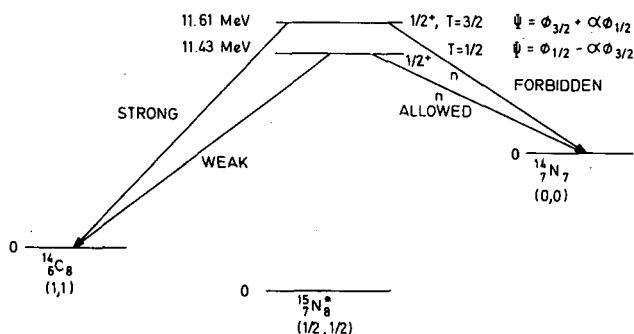 11.61 MeV
1/2⁺, T=3/2 Ψ = ϕ₃/₂ + αϕ₁/₂
11.43 MeV
1/2⁺ T=1/2 Ψ = ϕ₁/₂ − αϕ₃/₂
n
FORBIDDEN
n
STRONG
ALLOWED
WEAK
0
¹⁴₇N₇
(0,0)
0
¹⁴₆C₈
(1,1)
0
¹⁵₇N₈*
(1/2, 1/2)